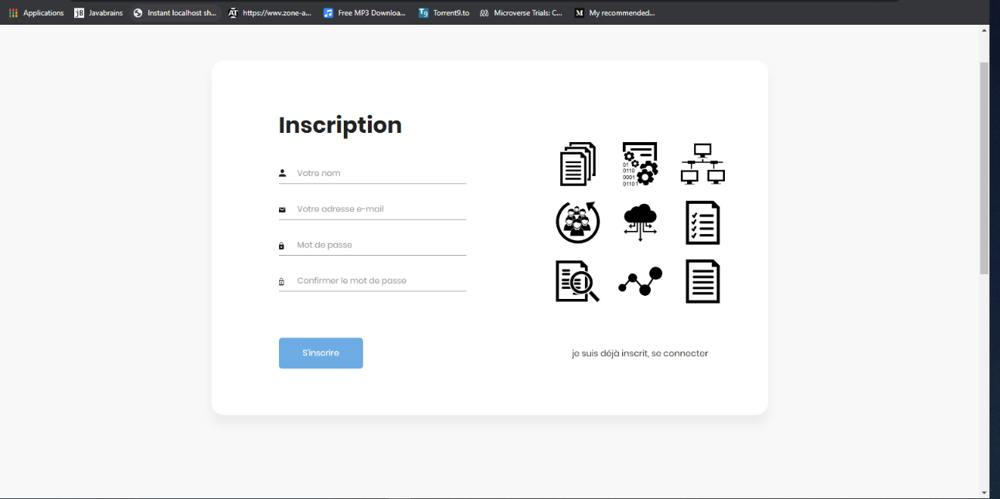 Applications
Javabrains
Instant localhost sh...
https://www.zone-a...
Free MP3 Downloa...
Torrent9.to
Microverse Trials: C...
My recommended...
Inscription
Votre nom
Votre adresse e-mail
Mot de passe
Confirmer le mot de passe
01
0110
0001
01101
S'inscrire
je suis déjà inscrit, se connecter